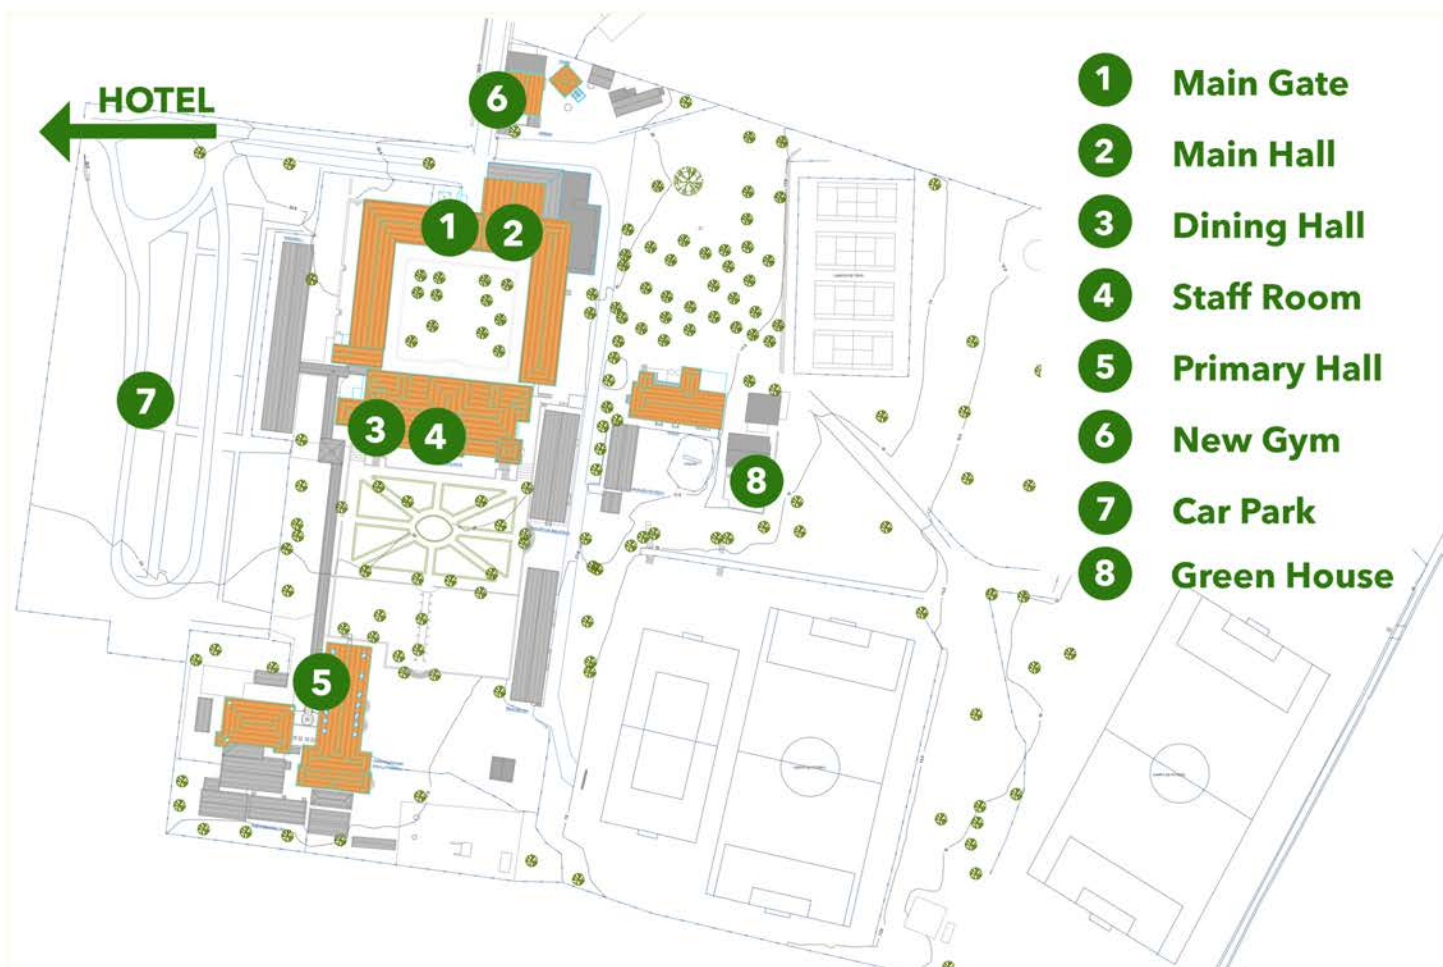 HOTEL
1 Main Gate
2 Main Hall
3 Dining Hall
4 Staff Room
5 Primary Hall
6 New Gym
7 Car Park
8 Green House
6
1
2
7
3
4
8
5